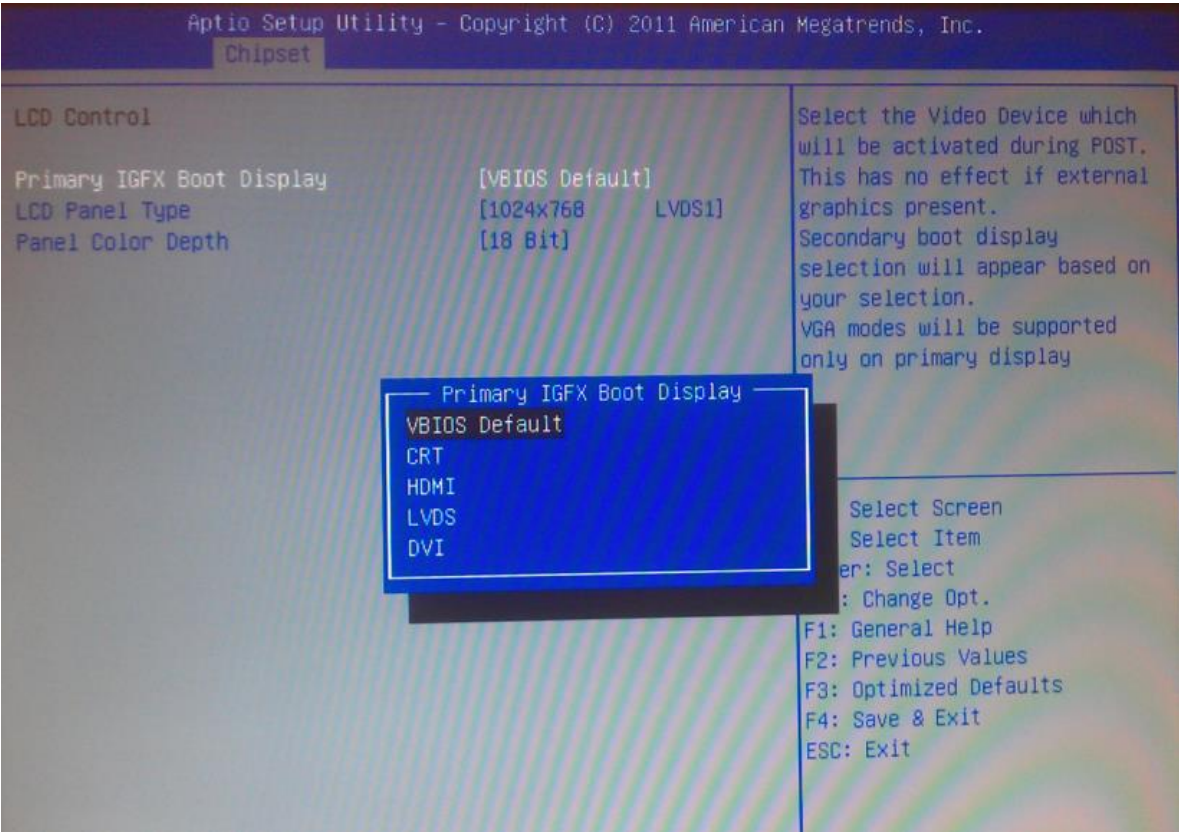 Aptio Setup Utility - Copyright (C) 2011 American Megatrends, Inc.
Chipset
LCD Control
Primary IGFX Boot Display [VBIOS Default]
LCD Panel Type [1024x768 LVDS1]
Panel Color Depth [18 Bit]
Select the Video Device which
will be activated during POST.
This has no effect if external
graphics present.
Secondary boot display
selection will appear based on
your selection.
VGA modes will be supported
only on primary display
Primary IGFX Boot Display
VBIOS Default
CRT
HDMI
LVDS
DVI
Select Screen
Select Item
er: Select
: Change Opt.
F1: General Help
F2: Previous Values
F3: Optimized Defaults
F4: Save & Exit
ESC: Exit